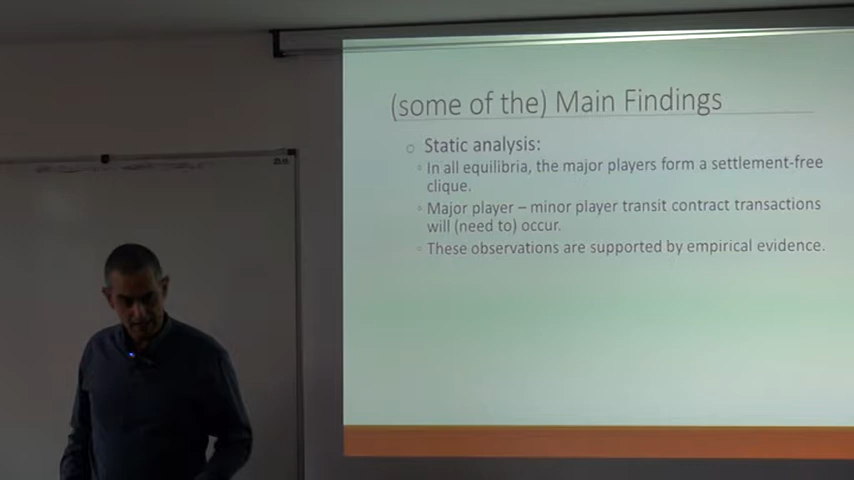 (some of the) Main Findings
Static analysis:
In all equilibria, the major players form a settlement-free
clique.
Major player – minor player transit contract transactions
will (need to) occur.
These observations are supported by empirical evidence.